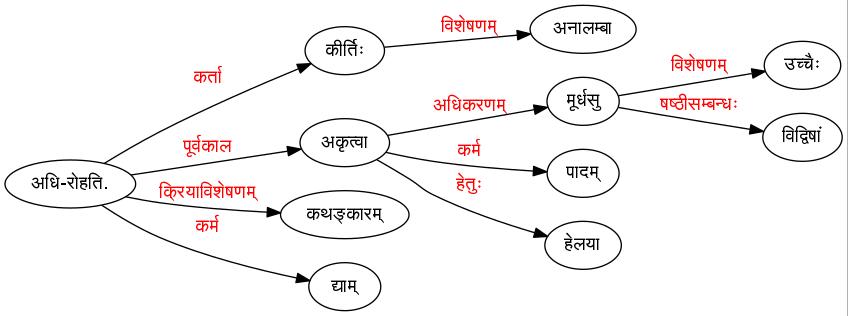 विशेषणम्
अनालम्बा
कीर्तिः
विशेषणम्
उच्चैः
कर्ता
अधिकरणम्
मूर्धसु
षष्ठीसम्बन्धः
पूर्वकाल
अकृत्वा
विद्विषां
कर्म
पादम्
अधि-रोहति.
क्रियाविशेषणम्
हेतुः
कथङ्कारम्
कर्म
हेलया
द्याम्